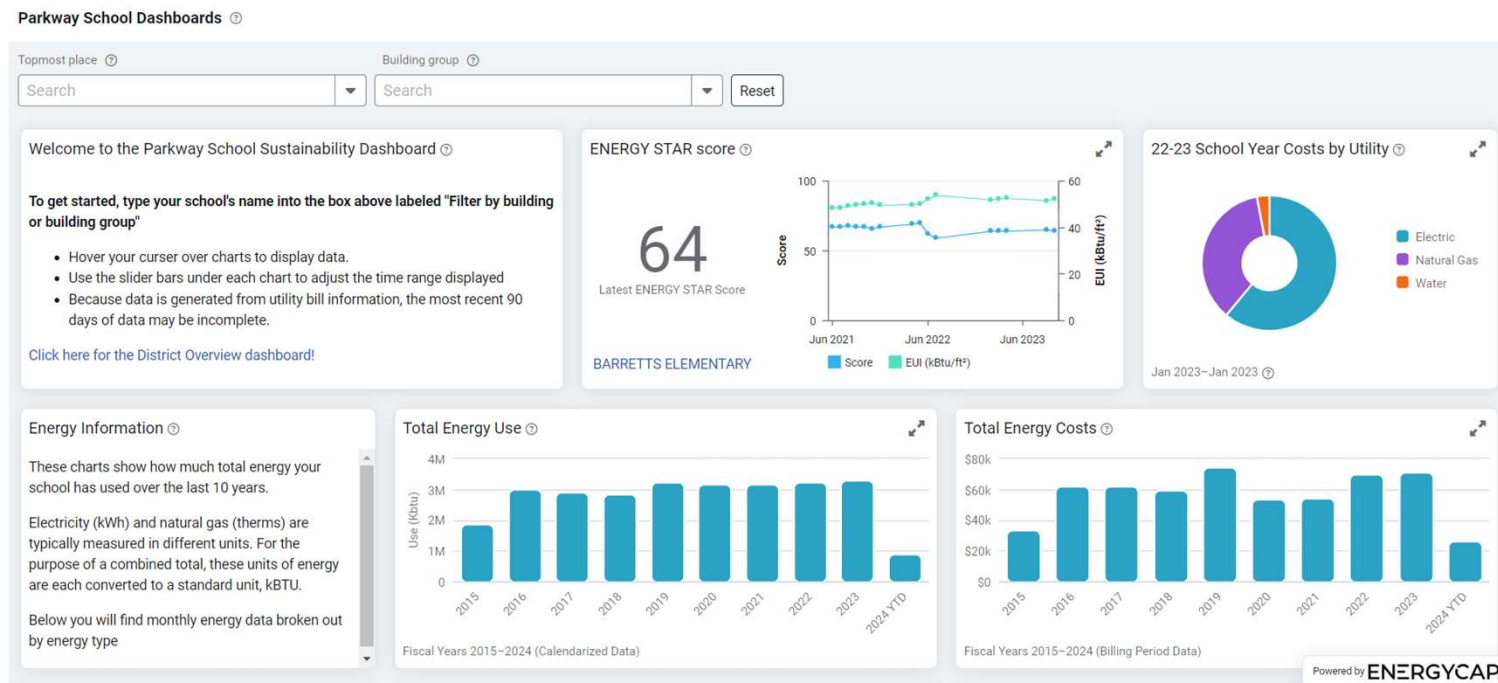 Parkway School Dashboards
Topmost place
Building group
Search
Search
Reset
Welcome to the Parkway School Sustainability Dashboard
To get started, type your school's name into the box above labeled "Filter by building
or building group"
• Hover your curser over charts to display data.
• Use the slider bars under each chart to adjust the time range displayed
• Because data is generated from utility bill information, the most recent 90
days of data may be incomplete.
Click here for the District Overview dashboard!
ENERGY STAR score
64
Latest ENERGY STAR Score
BARRETTS ELEMENTARY
100
50
0
Score
60
40
20
0
EUI (kBtu/ft²)
Jun 2021
Jun 2022
Jun 2023
Score
EUI (kBtu/ft²)
22-23 School Year Costs by Utility
Electric
Natural Gas
Water
Jan 2023–Jan 2023
Energy Information
These charts show how much total energy your
school has used over the last 10 years.
Electricity (kWh) and natural gas (therms) are
typically measured in different units. For the
purpose of a combined total, these units of energy
are each converted to a standard unit, kBTU.
Below you will find monthly energy data broken out
by energy type
Total Energy Use
Use (Kbtu)
4M
3M
2M
1M
0
2015
2016
2017
2018
2019
2020
2021
2022
2023
2024 YTD
Fiscal Years 2015–2024 (Calendarized Data)
Total Energy Costs
$80k
$60k
$40k
$20k
$0
2015
2016
2017
2018
2019
2020
2021
2022
2023
2024 YTD
Fiscal Years 2015–2024 (Billing Period Data)
Powered by ENERGYCAP